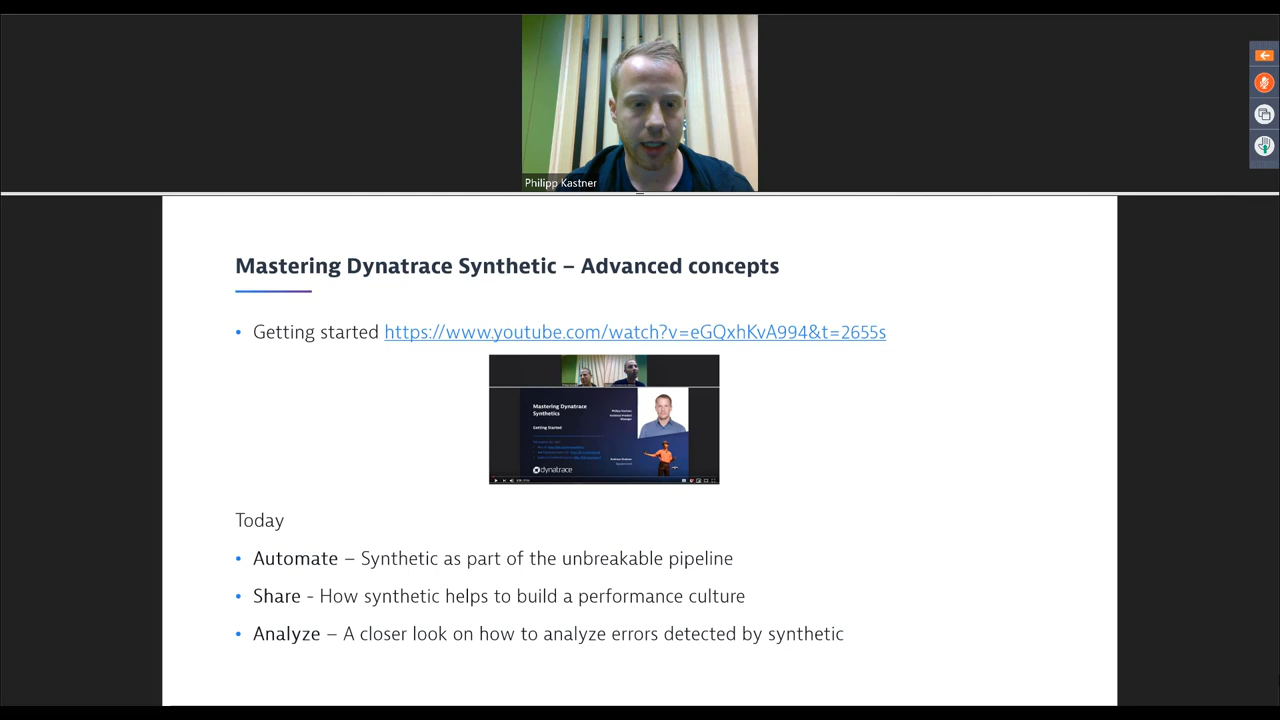 Philipp Kastner
Mastering Dynatrace Synthetic – Advanced concepts
• Getting started https://www.youtube.com/watch?v=eGQxhKvA994&t=2655s
Mastering Dynatrace
Synthetics
Getting Started
dynatrace
Today
• Automate – Synthetic as part of the unbreakable pipeline
• Share - How synthetic helps to build a performance culture
• Analyze – A closer look on how to analyze errors detected by synthetic